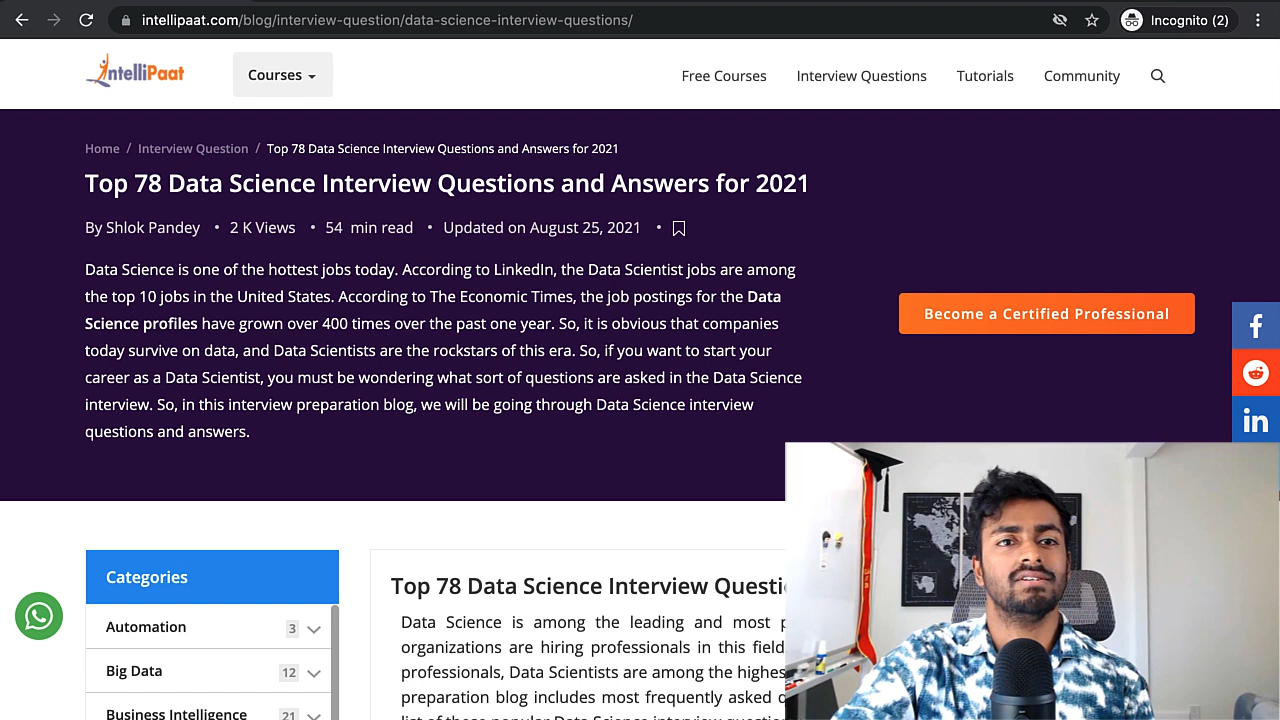 intellipaat.com/blog/interview-question/data-science-interview-questions/
Incognito (2)
IntelliPaat
Courses
Free Courses
Interview Questions
Tutorials
Community
Home / Interview Question / Top 78 Data Science Interview Questions and Answers for 2021
Top 78 Data Science Interview Questions and Answers for 2021
By Shlok Pandey • 2 K Views • 54 min read • Updated on August 25, 2021 •
Data Science is one of the hottest jobs today. According to LinkedIn, the Data Scientist jobs are among
the top 10 jobs in the United States. According to The Economic Times, the job postings for the Data
Science profiles have grown over 400 times over the past one year. So, it is obvious that companies
today survive on data, and Data Scientists are the rockstars of this era. So, if you want to start your
career as a Data Scientist, you must be wondering what sort of questions are asked in the Data Science
interview. So, in this interview preparation blog, we will be going through Data Science interview
questions and answers.
Become a Certified Professional
f
in
Categories
Automation 3
Big Data 12
Business Intelligence 21
Top 78 Data Science Interview Questi
Data Science is among the leading and most p
organizations are hiring professionals in this field
professionals, Data Scientists are among the highes
preparation blog includes most frequently asked
list of these popular Data Science interview questio